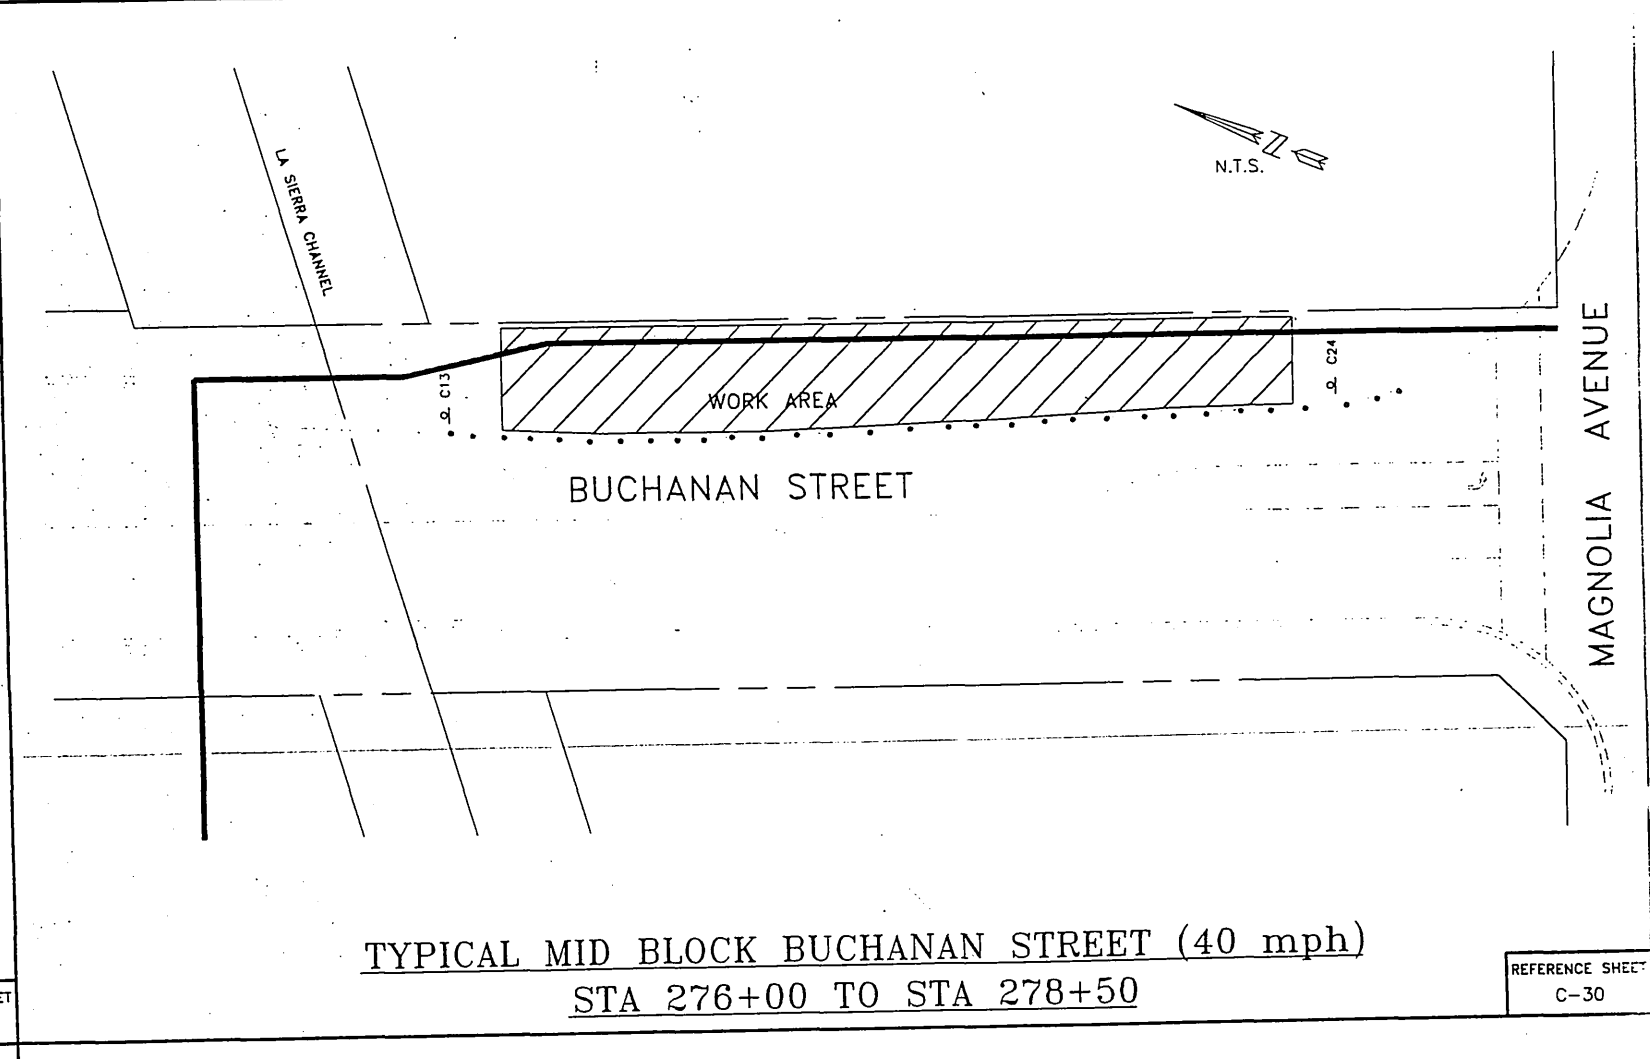 LA SIERRA CHANNEL
N.T.S.
C13
C24
WORK AREA
BUCHANAN STREET
MAGNOLIA AVENUE
TYPICAL MID BLOCK BUCHANAN STREET (40 mph)
STA 276+00 TO STA 278+50
REFERENCE SHEET
C-30
ET